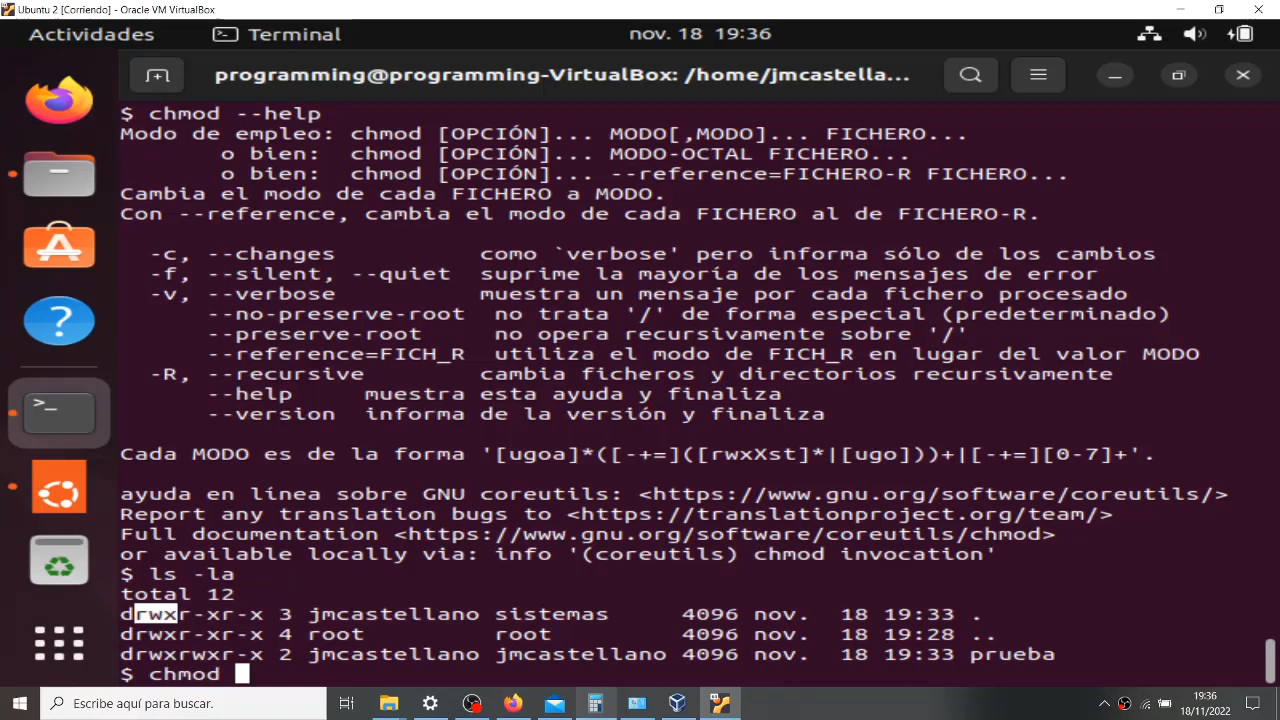 Ubuntu 2 [Corriendo] - Oracle VM VirtualBox
Actividades
Terminal
nov. 18 19:36
programming@programming-VirtualBox: /home/jmcastella...
$ chmod --help
Modo de empleo: chmod [OPCIÓN]... MODO[,MODO]... FICHERO...
o bien: chmod [OPCIÓN]... MODO-OCTAL FICHERO...
o bien: chmod [OPCIÓN]... --reference=FICHERO-R FICHERO...
Cambia el modo de cada FICHERO a MODO.
Con --reference, cambia el modo de cada FICHERO al de FICHERO-R.
-c, --changes como `verbose' pero informa sólo de los cambios
-f, --silent, --quiet suprime la mayoría de los mensajes de error
-v, --verbose muestra un mensaje por cada fichero procesado
--no-preserve-root no trata '/' de forma especial (predeterminado)
--preserve-root no opera recursivamente sobre '/'
--reference=FICH_R utiliza el modo de FICH_R en lugar del valor MODO
-R, --recursive cambia ficheros y directorios recursivamente
--help muestra esta ayuda y finaliza
--version informa de la versión y finaliza
Cada MODO es de la forma '[ugoa]*([-+=]([rwxXst]*|[ugo]))+|[-+=][0-7]+'.
ayuda en línea sobre GNU coreutils: <https://www.gnu.org/software/coreutils/>
Report any translation bugs to <https://translationproject.org/team/>
Full documentation <https://www.gnu.org/software/coreutils/chmod>
or available locally via: info '(coreutils) chmod invocation'
$ ls -la
total 12
drwxr-xr-x 3 jmcastellano sistemas 4096 nov. 18 19:33 .
drwxr-xr-x 4 root root 4096 nov. 18 19:28 ..
drwxrwxr-x 2 jmcastellano jmcastellano 4096 nov. 18 19:33 prueba
$ chmod
Escribe aquí para buscar.
19:36
18/11/2022